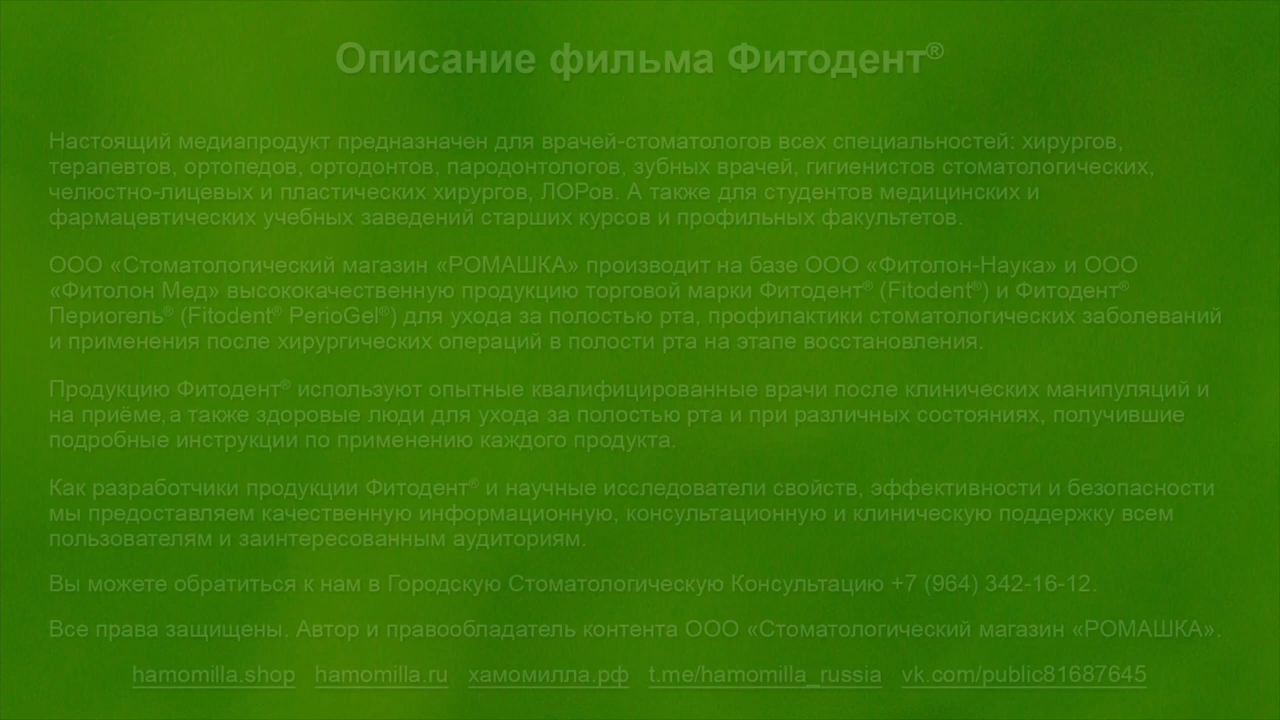 Описание фильма Фитодент®
Настоящий медиапродукт предназначен для врачей-стоматологов всех специальностей: хирургов,
терапевтов, ортопедов, ортодонтов, пародонтологов, зубных врачей, гигиенистов стоматологических,
челюстно-лицевых и пластических хирургов, ЛОРов. А также для студентов медицинских и
фармацевтических учебных заведений старших курсов и профильных факультетов.
ООО «Стоматологический магазин «РОМАШКА» производит на базе ООО «Фитолон-Наука» и ООО
«Фитолон Мед» высококачественную продукцию торговой марки Фитодент® (Fitodent®) и Фитодент®
Периогель® (Fitodent® PerioGel®) для ухода за полостью рта, профилактики стоматологических заболеваний
и применения после хирургических операций в полости рта на этапе восстановления.
Продукцию Фитодент® используют опытные квалифицированные врачи после клинических манипуляций и
на приёме, а также здоровые люди для ухода за полостью рта и при различных состояниях, получившие
подробные инструкции по применению каждого продукта.
Как разработчики продукции Фитодент® и научные исследователи свойств, эффективности и безопасности
мы предоставляем качественную информационную, консультационную и клиническую поддержку всем
пользователям и заинтересованным аудиториям.
Вы можете обратиться к нам в Городскую Стоматологическую Консультацию +7 (964) 342-16-12.
Все права защищены. Автор и правообладатель контента ООО «Стоматологический магазин «РОМАШКА».
hamomilla.shop hamomilla.ru хамомилла.рф t.me/hamomilla_russia vk.com/public81687645